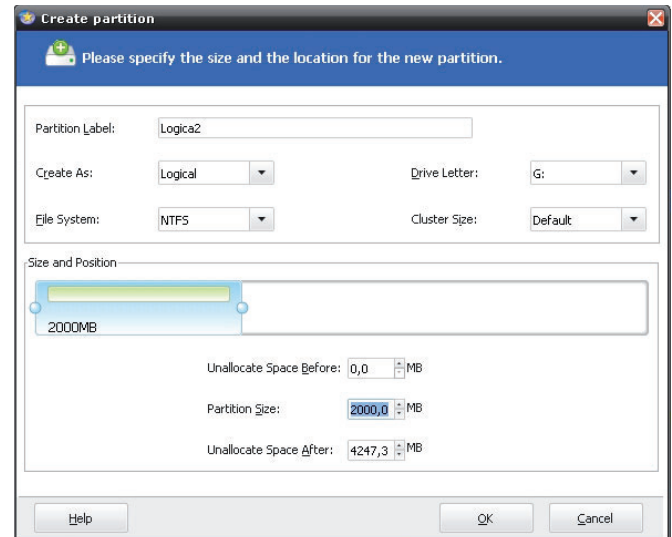 Create partition
Please specify the size and the location for the new partition.
Partition Label: Logica2
Create As: Logical Drive Letter: G:
File System: NTFS Cluster Size: Default
Size and Position
2000MB
Unallocate Space Before: 0,0 MB
Partition Size: 2000,0 MB
Unallocate Space After: 4247,3 MB
Help OK Cancel